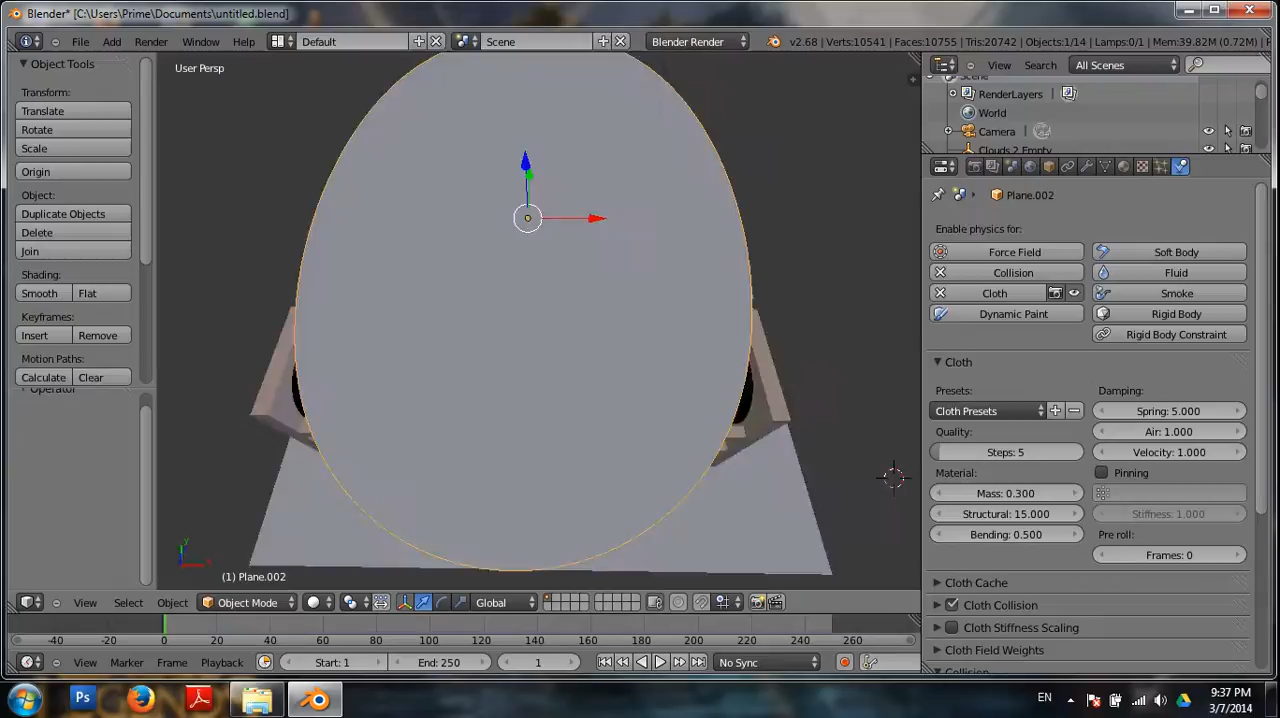 Blender* [C:\Users\Prime\Documents\untitled.blend]
File Add Render Window Help Default Scene Blender Render v2.68 | Verts:10541 | Faces:10755 | Tris:20742 | Objects:1/14 | Lamps:0/1 | Mem:39.82M (0.72M) |
Object Tools
Transform:
Translate
Rotate
Scale
Origin
Object:
Duplicate Objects
Delete
Join
Shading:
Smooth Flat
Keyframes:
Insert Remove
Motion Paths:
Calculate Clear
Operator
User Persp
(1) Plane.002
View Select Object Object Mode Global
View Search All Scenes
Scene
RenderLayers
World
Camera
Clouds 2 Empty
Plane.002
Enable physics for:
Force Field Soft Body
Collision Fluid
Cloth Smoke
Dynamic Paint Rigid Body
Rigid Body Constraint
Cloth
Presets: Damping:
Cloth Presets Spring: 5.000
Quality: Air: 1.000
Steps: 5 Velocity: 1.000
Material: Pinning
Mass: 0.300
Structural: 15.000 Stiffness: 1.000
Bending: 0.500 Pre roll:
Frames: 0
Cloth Cache
Cloth Collision
Cloth Stiffness Scaling
Cloth Field Weights
Collision
-40 -20 0 20 40 60 80 100 120 140 160 180 200 220 240 260
View Marker Frame Playback Start: 1 End: 250 1 No Sync
Ps
EN
9:37 PM
3/7/2014